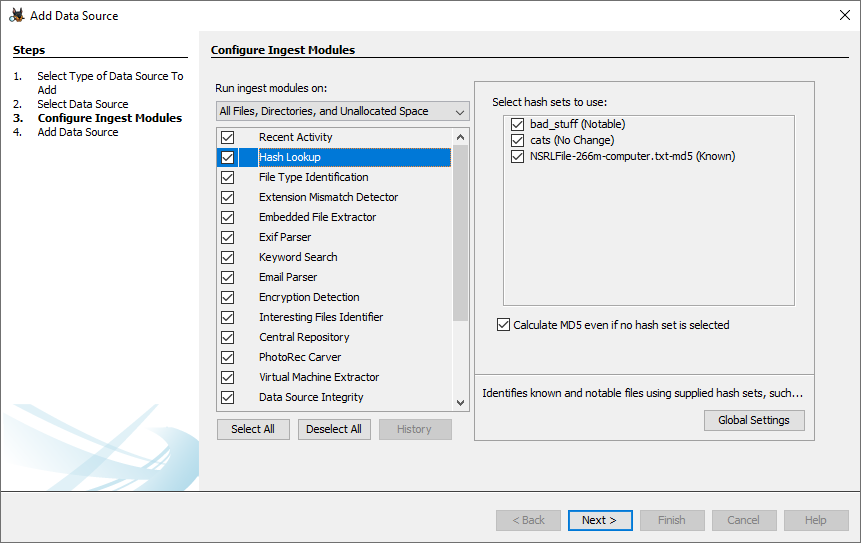 Add Data Source
Steps
1. Select Type of Data Source To
Add
2. Select Data Source
3. Configure Ingest Modules
4. Add Data Source
Configure Ingest Modules
Run ingest modules on:
All Files, Directories, and Unallocated Space
Recent Activity
Hash Lookup
File Type Identification
Extension Mismatch Detector
Embedded File Extractor
Exif Parser
Keyword Search
Email Parser
Encryption Detection
Interesting Files Identifier
Central Repository
PhotoRec Carver
Virtual Machine Extractor
Data Source Integrity
Select All
Deselect All
History
Select hash sets to use:
bad_stuff (Notable)
cats (No Change)
NSRLFile-266m-computer.txt-md5 (Known)
Calculate MD5 even if no hash set is selected
Identifies known and notable files using supplied hash sets, such...
Global Settings
< Back
Next >
Finish
Cancel
Help